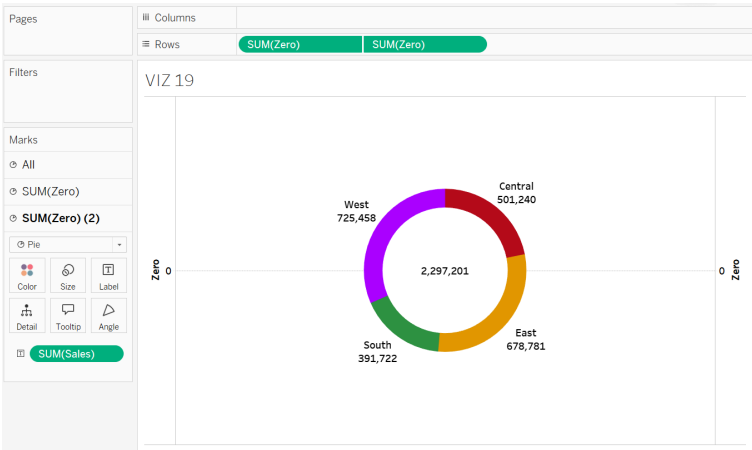 Pages
Columns
Rows
SUM(Zero)
SUM(Zero)
Filters
VIZ 19
Marks
All
SUM(Zero)
SUM(Zero) (2)
Pie
Color
Size
Label
Detail
Tooltip
Angle
SUM(Sales)
Central
501,240
West
725,458
Zero
0
2,297,201
0
Zero
East
678,781
South
391,722